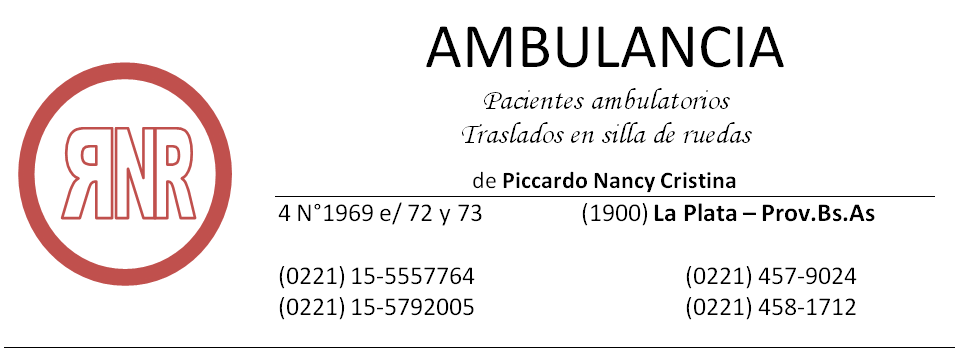 AMBULANCIA
Pacientes ambulatorios
Traslados en silla de ruedas
de Piccardo Nancy Cristina
4 N°1969 e/ 72 y 73 (1900) La Plata – Prov.Bs.As
(0221) 15-5557764 (0221) 457-9024
(0221) 15-5792005 (0221) 458-1712
RNR